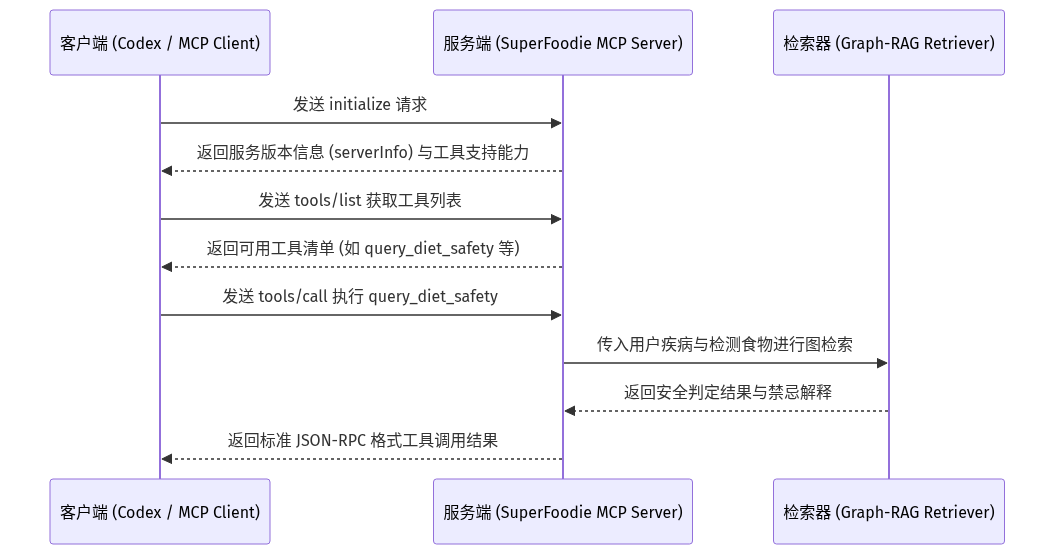 客户端 (Codex / MCP Client)
服务端 (SuperFoodie MCP Server)
检索器 (Graph-RAG Retriever)
发送 initialize 请求
返回服务版本信息 (serverInfo) 与工具支持能力
发送 tools/list 获取工具列表
返回可用工具清单 (如 query_diet_safety 等)
发送 tools/call 执行 query_diet_safety
传入用户疾病与检测食物进行图检索
返回安全判定结果与禁忌解释
返回标准 JSON-RPC 格式工具调用结果
客户端 (Codex / MCP Client)
服务端 (SuperFoodie MCP Server)
检索器 (Graph-RAG Retriever)